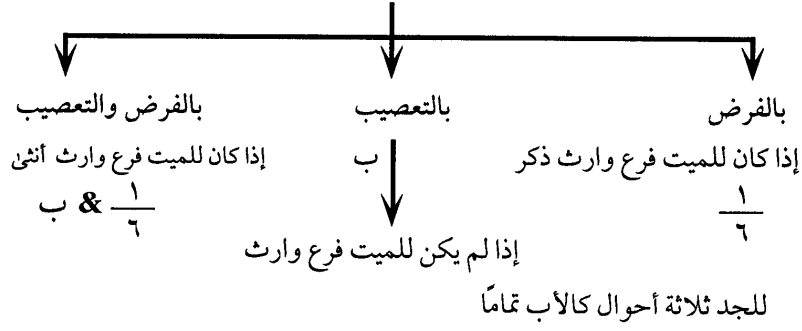 بالفرض
إذا كان للميت فرع وارث ذكر
١
٦
بالتعصيب
ب
إذا لم يكن للميت فرع وارث
بالفرض والتعصيب
إذا كان للميت فرع وارث أنثىٰ
١
٦
& ب
للجد ثلاثة أحوال كالأب تمامًا